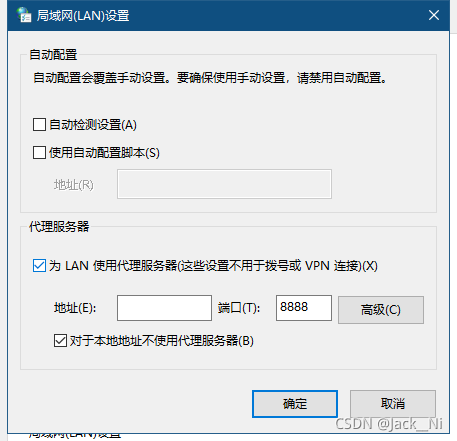 局域网(LAN)设置
自动配置
自动配置会覆盖手动设置。要确保使用手动设置，请禁用自动配置。
自动检测设置(A)
使用自动配置脚本(S)
地址(R)
代理服务器
为 LAN 使用代理服务器(这些设置不用于拨号或 VPN 连接)(X)
地址(E): 端口(T): 8888 高级(C)
对于本地地址不使用代理服务器(B)
确定 取消
CSDN @Jack__Ni
局域网(LAN)设置